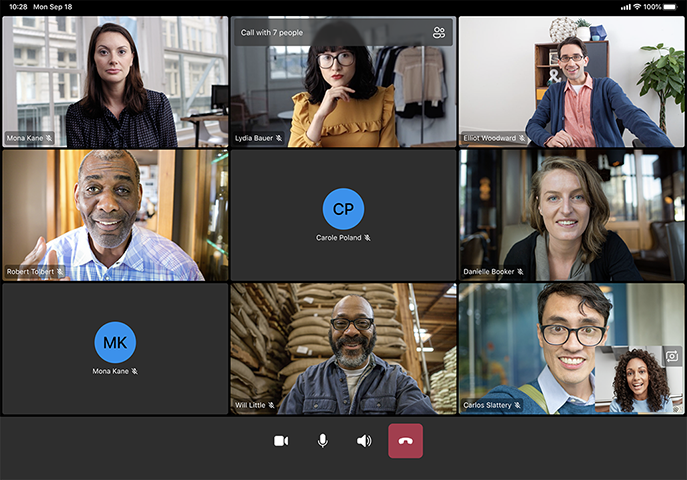 10:28 Mon Sep 18
100%
Call with 7 people
Mona Kane
Lydia Bauer
Elliot Woodward
&
Robert Tolbert
CP
Carole Poland
Danielle Booker
MK
Mona Kane
Will Little
Carlos Slattery